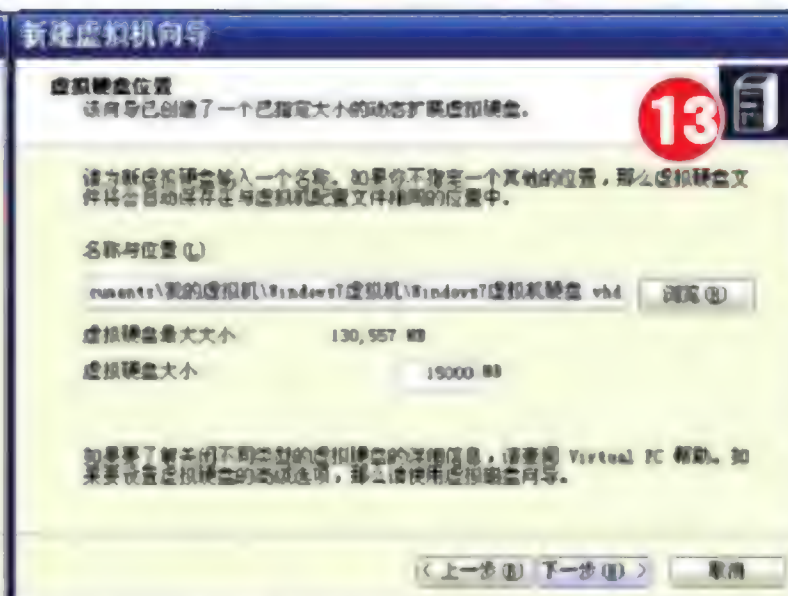 新建虚拟机向导
虚拟硬盘位置
该向导已创建了一个已指定大小的动态扩展虚拟硬盘。
13
请为新虚拟硬盘输入一个名称。如果你不指定一个其他的位置，那么虚拟硬盘文
件将会自动保存在与虚拟机配置文件相同的位置中。
名称与位置(L)
cuments\我的虚拟机\Windows7虚拟机\Windows7虚拟机硬盘.vhd
浏览(B)
虚拟硬盘最大大小 130,557 MB
虚拟硬盘大小 15000 MB
如果要了解关于不同类型的虚拟硬盘的详细信息，请查阅 Virtual PC 帮助。如
果要设置虚拟硬盘的高级选项，那么请使用虚拟磁盘向导。
<上一步(B) 下一步(N)> 取消